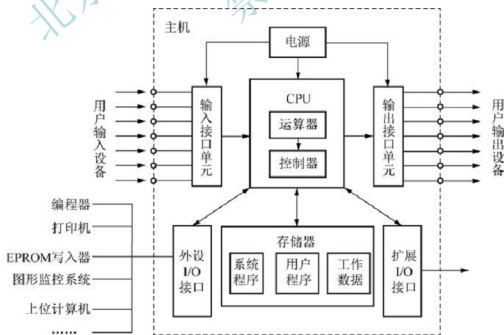 主机
电源
用户输入设备
输入接口单元
CPU
运算器
控制器
输出接口单元
用户输出设备
编程器
打印机
EPROM写入器
图形监控系统
上位计算机
……
外设
I/O
接口
存储器
系统
程序
用户
程序
工作
数据
扩展
I/O
接口